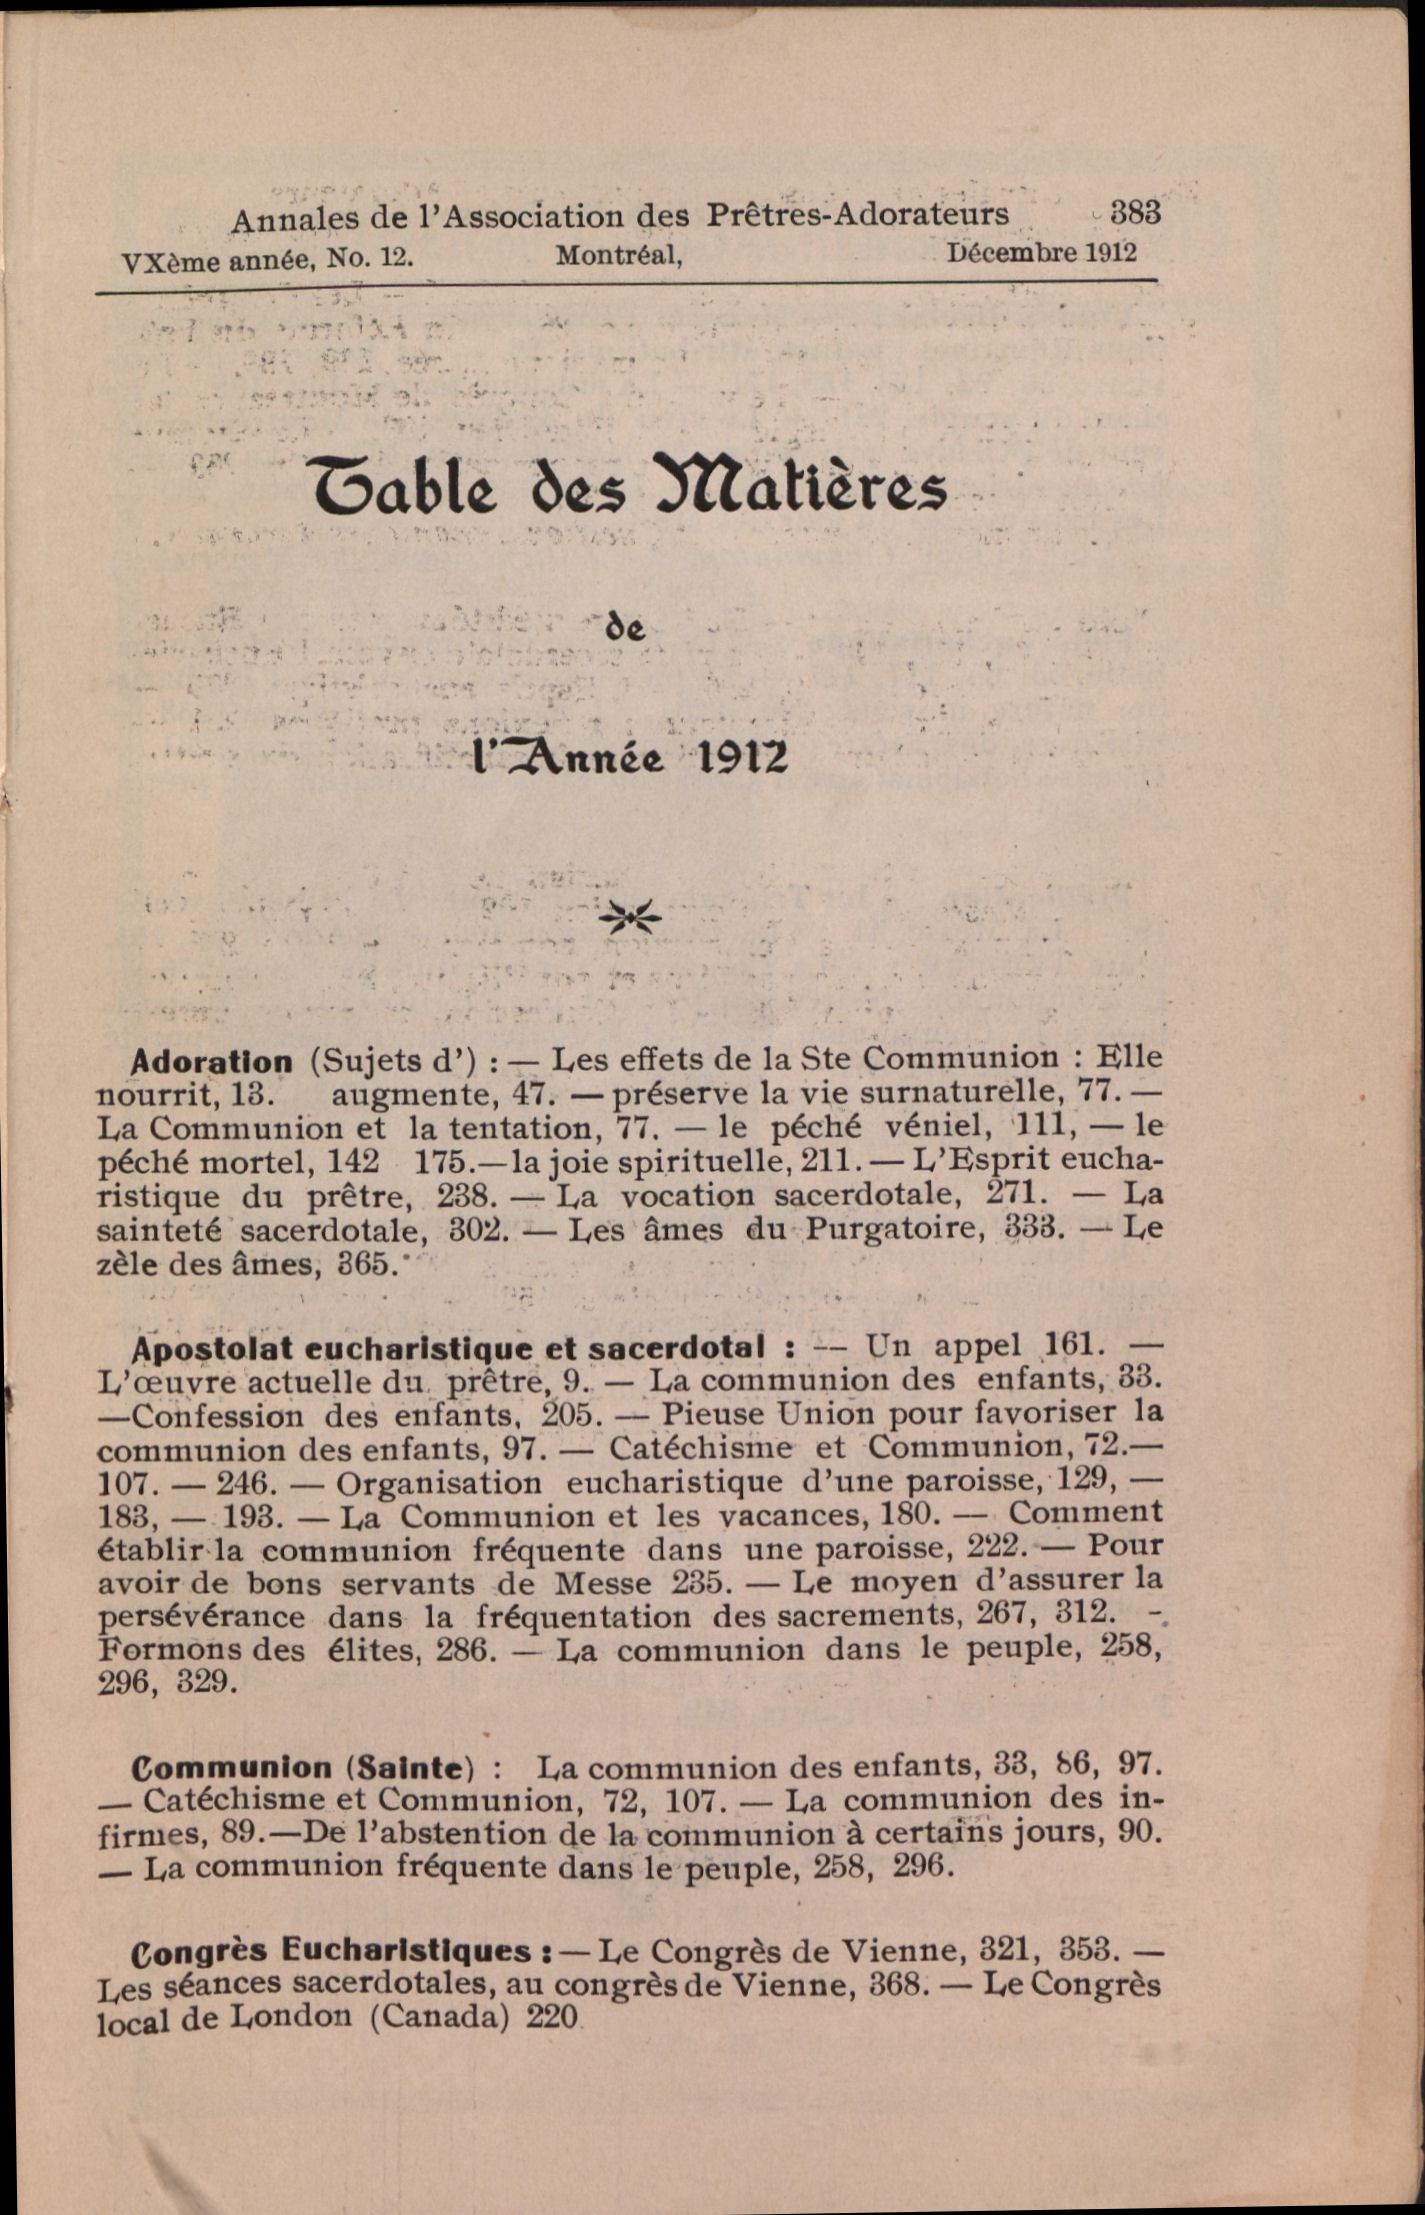 Annales de l'Association des Prêtres-Adorateurs 383
VXème année, No. 12. Montréal, Décembre 1912
Table des Matières
de
l'Année 1912
Adoration (Sujets d') : — Les effets de la Ste Communion : Elle
nourrit, 13. augmente, 47. — préserve la vie surnaturelle, 77. —
La Communion et la tentation, 77. — le péché véniel, 111, — le
péché mortel, 142 175.—la joie spirituelle, 211. — L'Esprit eucha-
ristique du prêtre, 238. — La vocation sacerdotale, 271. — La
sainteté sacerdotale, 302. — Les âmes du Purgatoire, 333. — Le
zèle des âmes, 365.
Apostolat eucharistique et sacerdotal : — Un appel 161. —
L'œuvre actuelle du prêtre, 9. — La communion des enfants, 33.
—Confession des enfants, 205. — Pieuse Union pour favoriser la
communion des enfants, 97. — Catéchisme et Communion, 72.—
107. — 246. — Organisation eucharistique d'une paroisse, 129, —
183, — 193. — La Communion et les vacances, 180. — Comment
établir la communion fréquente dans une paroisse, 222. — Pour
avoir de bons servants de Messe 235. — Le moyen d'assurer la
persévérance dans la fréquentation des sacrements, 267, 312. -
Formons des élites, 286. — La communion dans le peuple, 258,
296, 329.
Communion (Sainte) : La communion des enfants, 33, 86, 97.
— Catéchisme et Communion, 72, 107. — La communion des in-
firmes, 89.—De l'abstention de la communion à certains jours, 90.
— La communion fréquente dans le peuple, 258, 296.
Congrès Eucharistiques : — Le Congrès de Vienne, 321, 353. —
Les séances sacerdotales, au congrès de Vienne, 368. — Le Congrès
local de London (Canada) 220